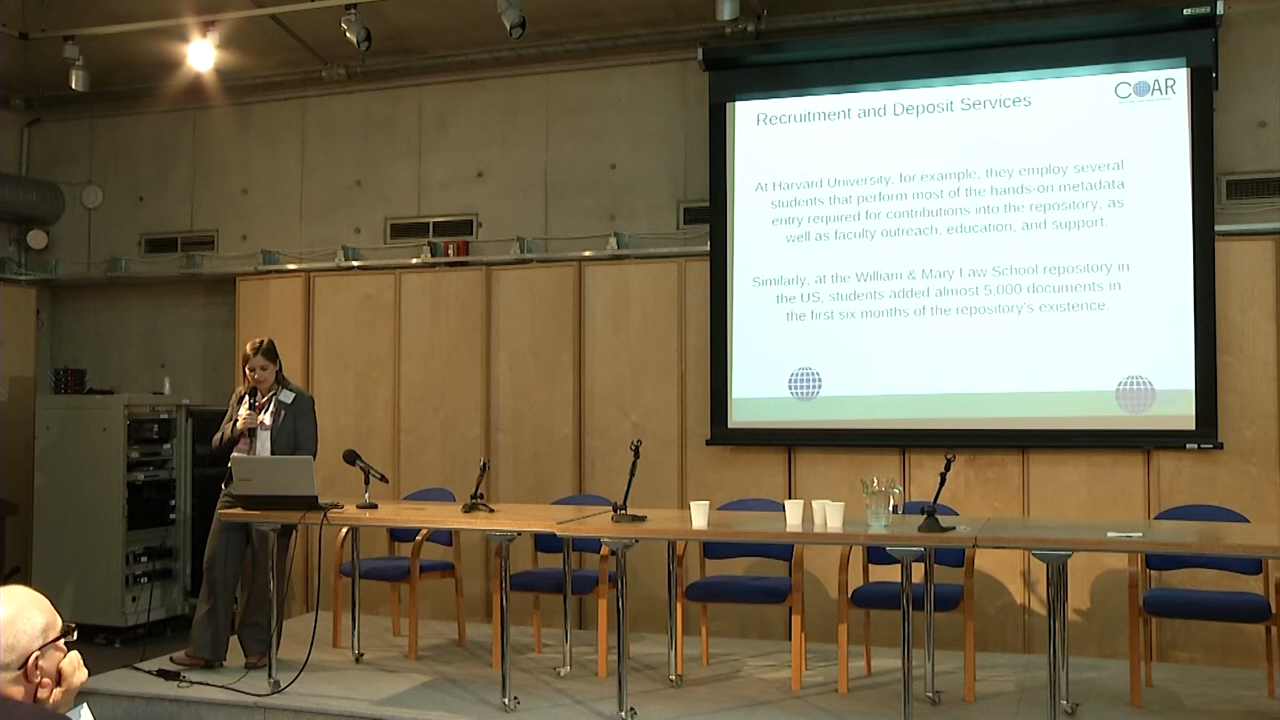 COAR
Recruitment and Deposit Services
At Harvard University, for example, they employ several
students that perform most of the hands-on metadata
entry required for contributions into the repository, as
well as faculty outreach, education, and support.
Similarly, at the William & Mary Law School repository in
the US, students added almost 5,000 documents in
the first six months of the repository's existence.